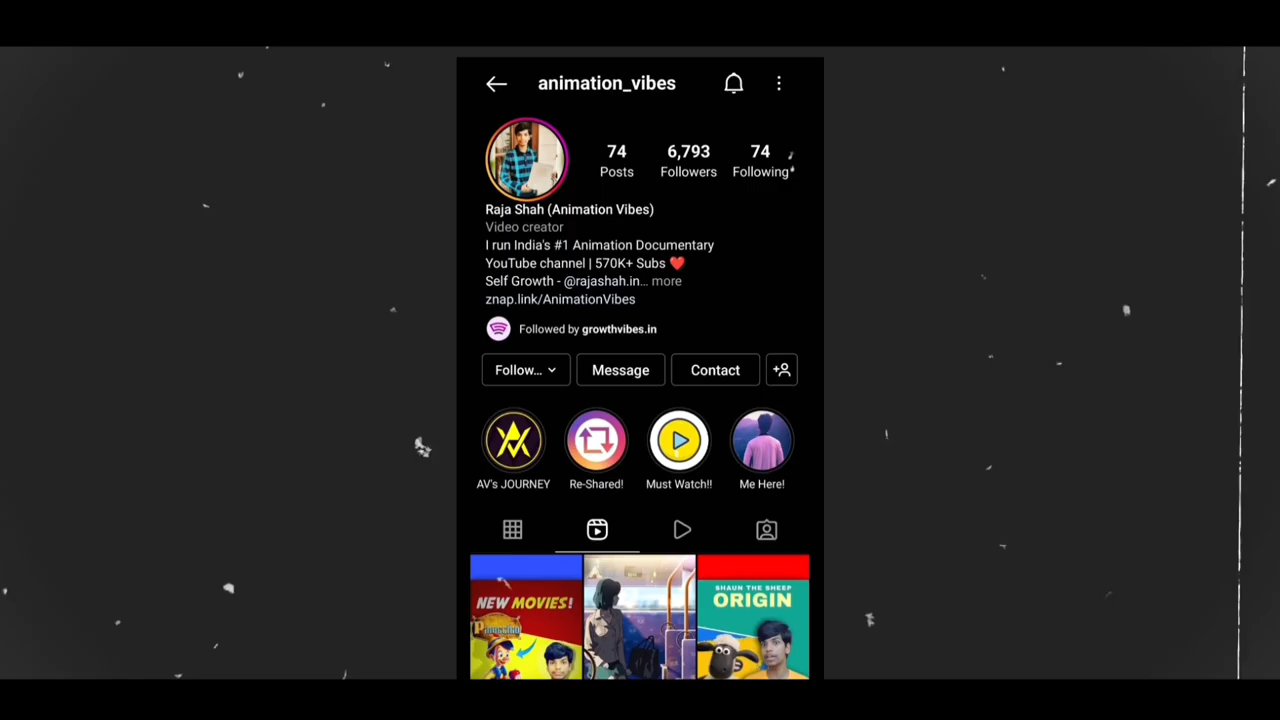 animation_vibes
74 6,793 74
Posts Followers Following
Raja Shah (Animation Vibes)
Video creator
I run India's #1 Animation Documentary
YouTube channel | 570K+ Subs ❤️
Self Growth - @rajashah.in... more
znap.link/AnimationVibes
Followed by growthvibes.in
Follow... Message Contact
AV's JOURNEY Re-Shared! Must Watch!! Me Here!
NEW MOVIES!
SHAUN THE SHEEP
ORIGIN